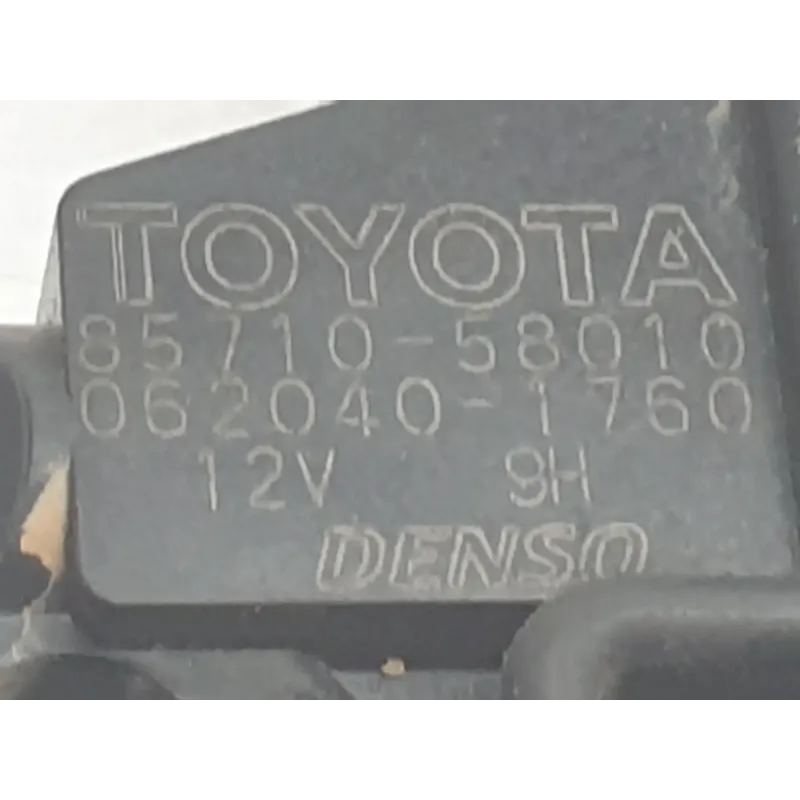 TOYOTA
85710-58010
062040-1760
12V 9H
DENSO